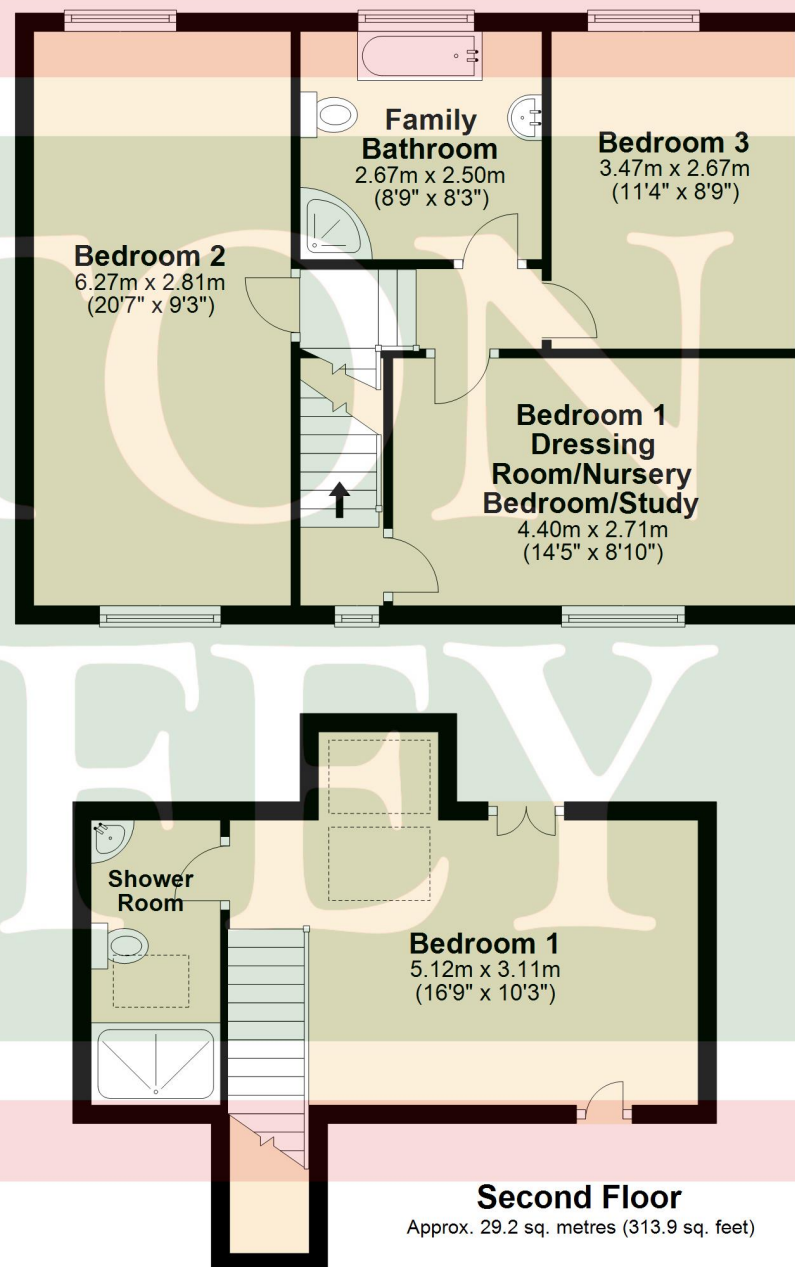 Family
Bathroom
2.67m x 2.50m
(8'9" x 8'3")
Bedroom 3
3.47m x 2.67m
(11'4" x 8'9")
Bedroom 2
6.27m x 2.81m
(20'7" x 9'3")
Bedroom 1
Dressing
Room/Nursery
Bedroom/Study
4.40m x 2.71m
(14'5" x 8'10")
TON
FFEY
Shower
Room
Bedroom 1
5.12m x 3.11m
(16'9" x 10'3")
Second Floor
Approx. 29.2 sq. metres (313.9 sq. feet)